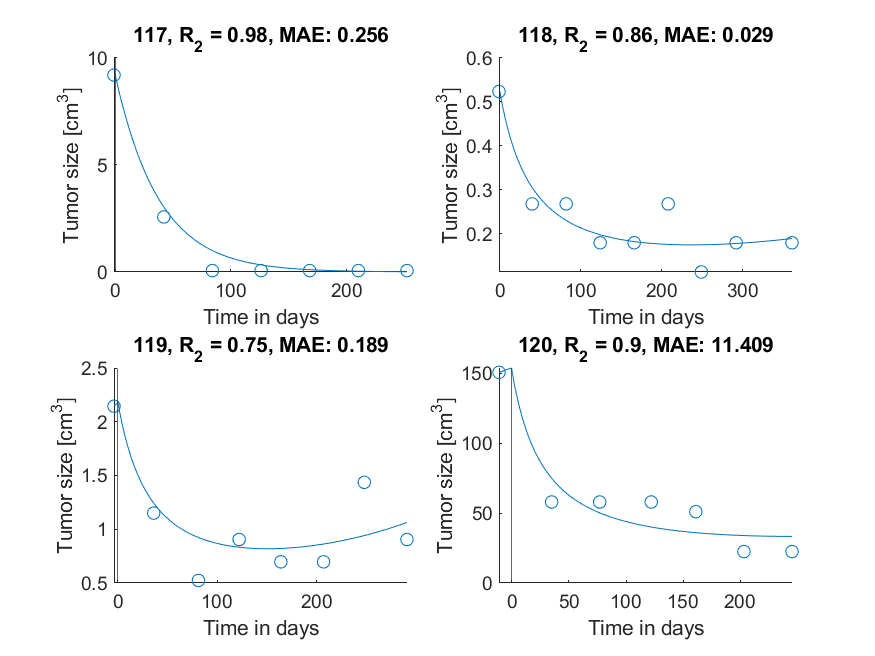 117, R2 = 0.98, MAE: 0.256
Tumor size [cm3]
10
5
0
0 100 200
Time in days
118, R2 = 0.86, MAE: 0.029
Tumor size [cm3]
0.6
0.5
0.4
0.3
0.2
0 100 200 300
Time in days
119, R2 = 0.75, MAE: 0.189
Tumor size [cm3]
2.5
2
1.5
1
0.5
0 100 200
Time in days
120, R2 = 0.9, MAE: 11.409
Tumor size [cm3]
150
100
50
0
0 50 100 150 200
Time in days